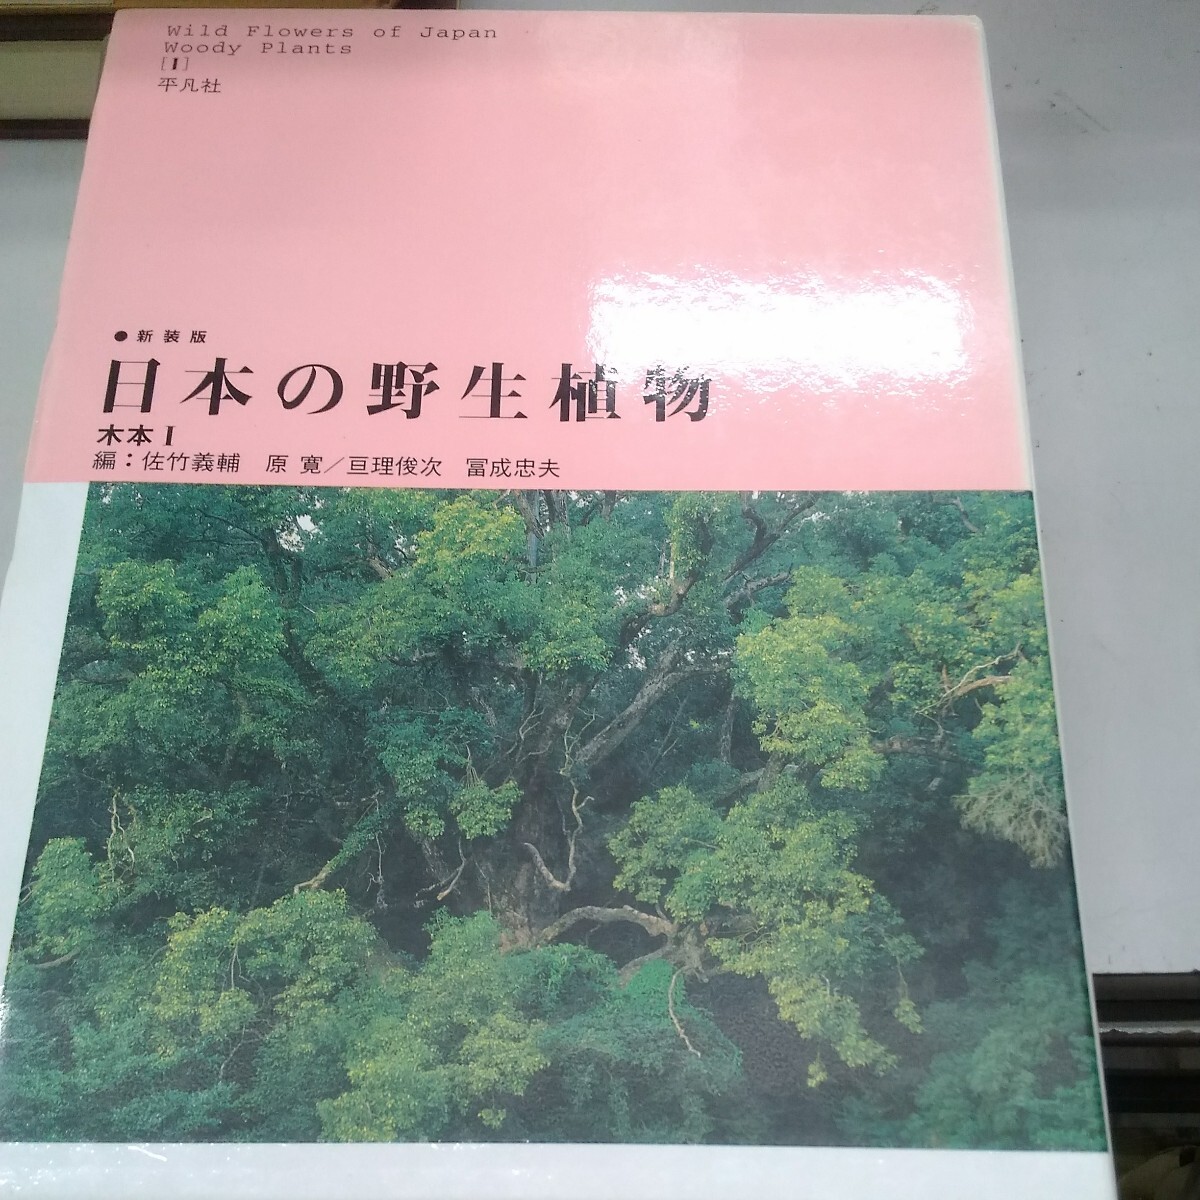 Wild Flowers of Japan
Woody Plants
[I]
平凡社
●新装版
日本の野生植物
木本 I
編：佐竹義輔　原 寛／亘理俊次　冨成忠夫